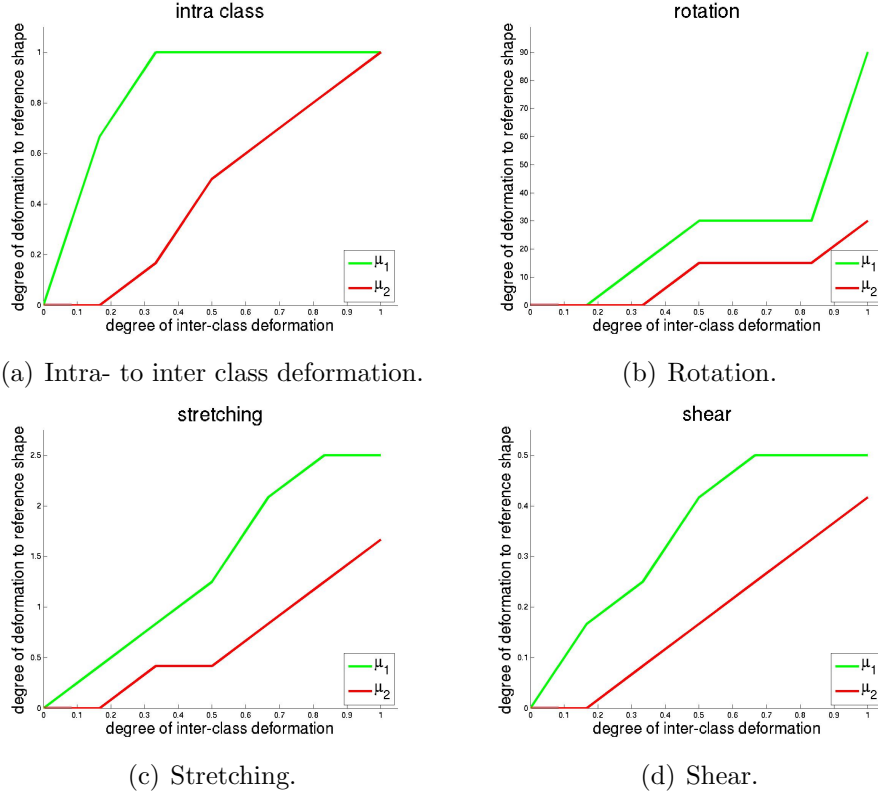 intra class
degree of deformation to reference shape
1
0.8
0.6
0.4
0.2
0
0 0.1 0.2 0.3 0.4 0.5 0.6 0.7 0.8 0.9 1
degree of inter-class deformation
μ1
μ2
(a) Intra- to inter class deformation.
rotation
degree of deformation to reference shape
90
80
70
60
50
40
30
20
10
0
0 0.1 0.2 0.3 0.4 0.5 0.6 0.7 0.8 0.9 1
degree of inter-class deformation
μ1
μ2
(b) Rotation.
stretching
degree of deformation to reference shape
2.5
2
1.5
1
0.5
0
0 0.1 0.2 0.3 0.4 0.5 0.6 0.7 0.8 0.9 1
degree of inter-class deformation
μ1
μ2
(c) Stretching.
shear
degree of deformation to reference shape
0.5
0.4
0.3
0.2
0.1
0
0 0.1 0.2 0.3 0.4 0.5 0.6 0.7 0.8 0.9 1
degree of inter-class deformation
μ1
μ2
(d) Shear.